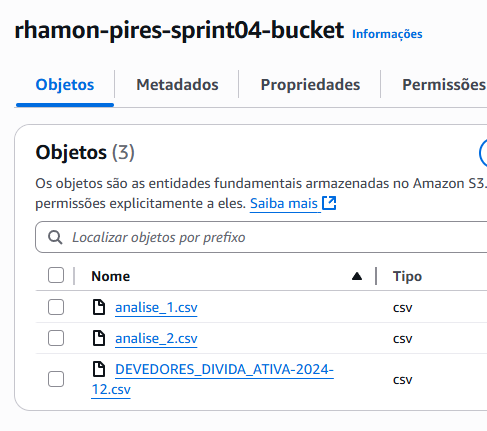 rhamon-pires-sprint04-bucket Informações
Objetos Metadados Propriedades Permissões
Objetos (3)
Os objetos são as entidades fundamentais armazenadas no Amazon S3.
permissões explicitamente a eles. Saiba mais
Localizar objetos por prefixo
Nome Tipo
analise_1.csv csv
analise_2.csv csv
DEVEDORES_DIVIDA_ATIVA-2024-
12.csv csv